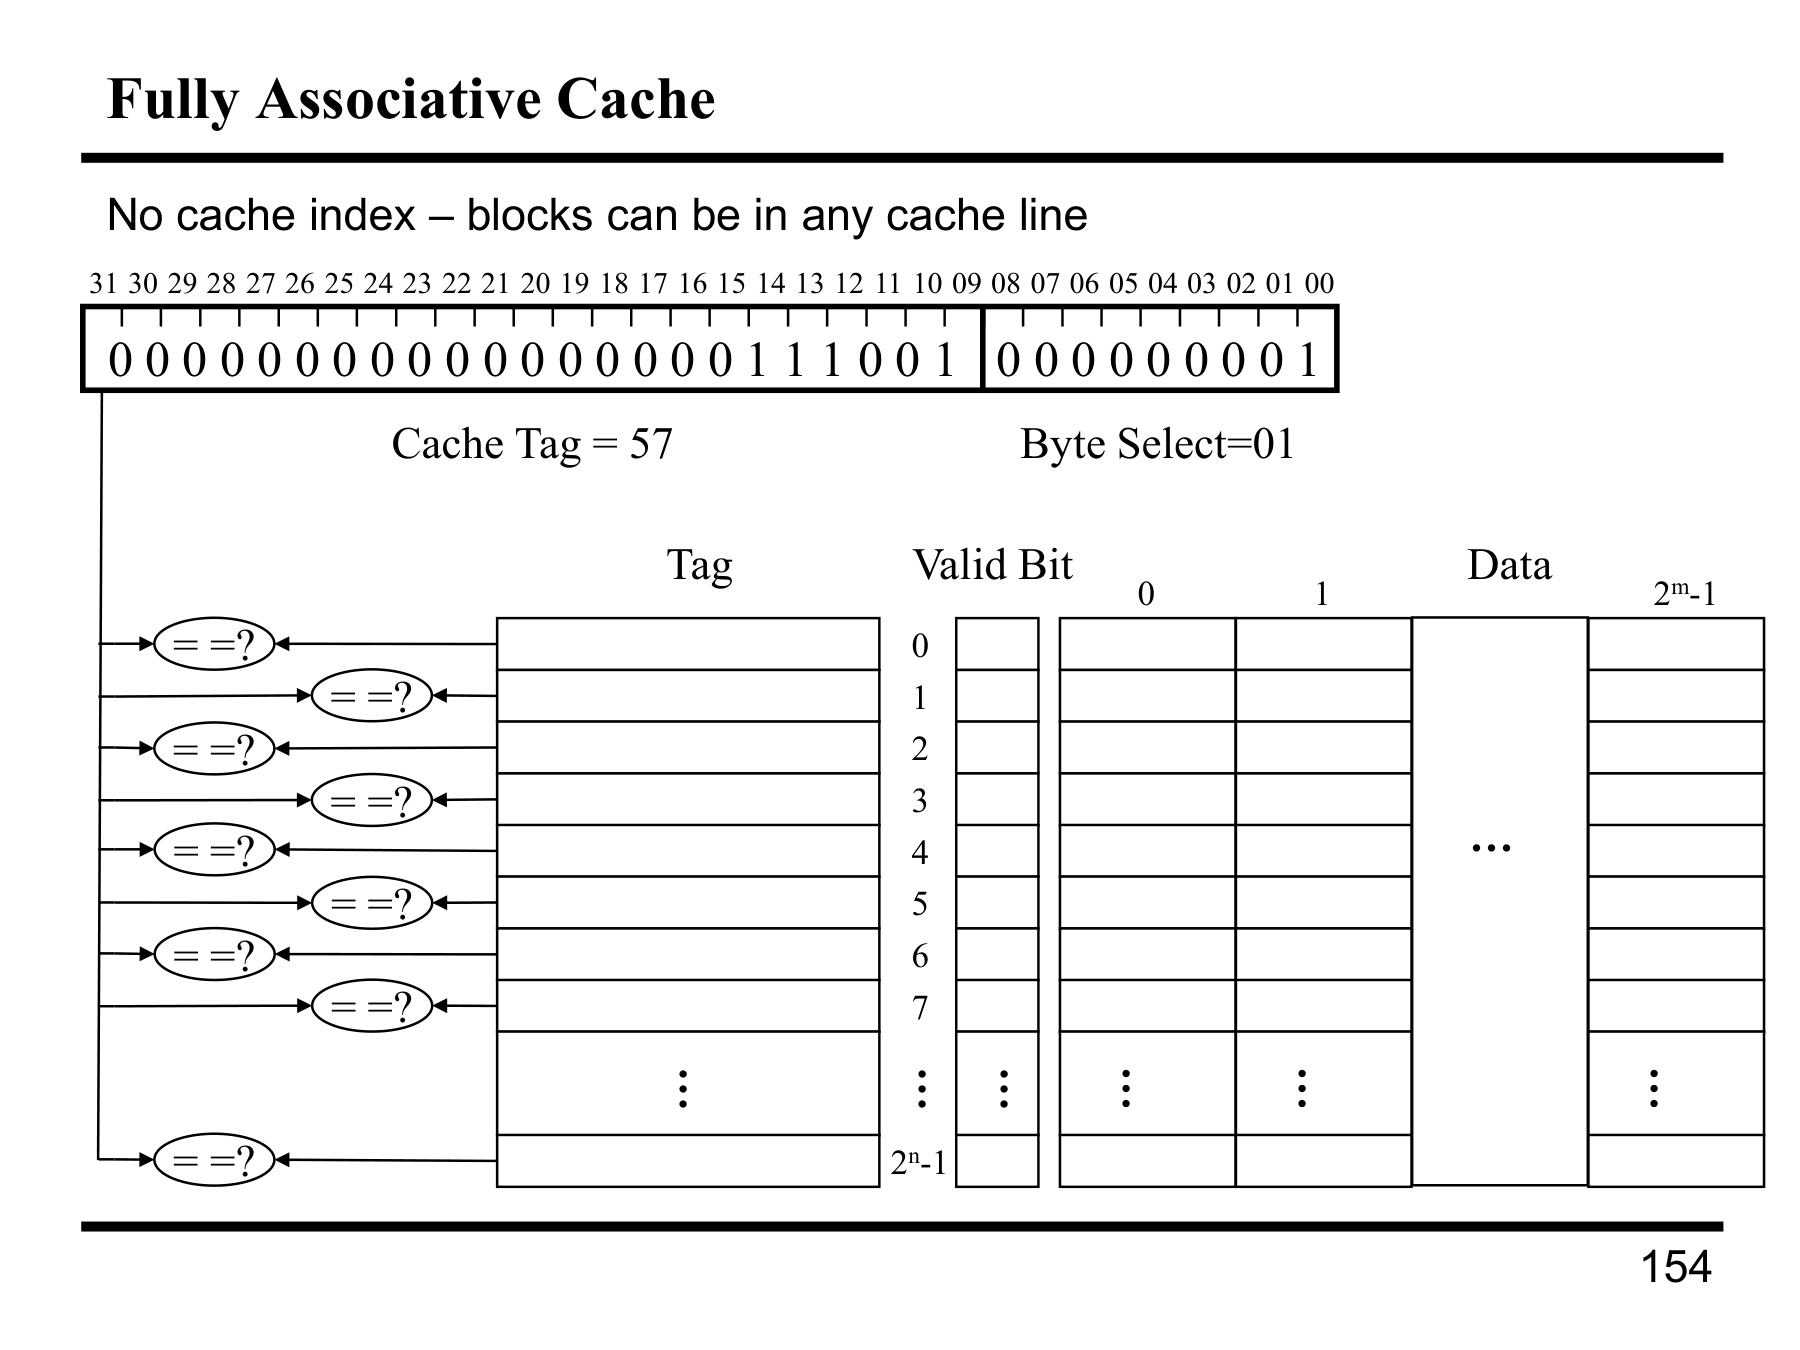 Fully Associative Cache
No cache index – blocks can be in any cache line
31 30 29 28 27 26 25 24 23 22 21 20 19 18 17 16 15 14 13 12 11 10 09 08 07 06 05 04 03 02 01 00
0 0 0 0 0 0 0 0 0 0 0 0 0 0 0 0 0 1 1 1 0 0 1 0 0 0 0 0 0 0 0 1
Cache Tag = 57 Byte Select=01
Tag Valid Bit Data
0 1 2ᵐ-1
= =? 0
= =? 1
= =? 2
= =? 3
= =? 4 ...
= =? 5
= =? 6
= =? 7
⋮ ⋮ ⋮ ⋮ ⋮ ⋮
= =? 2ⁿ-1
154